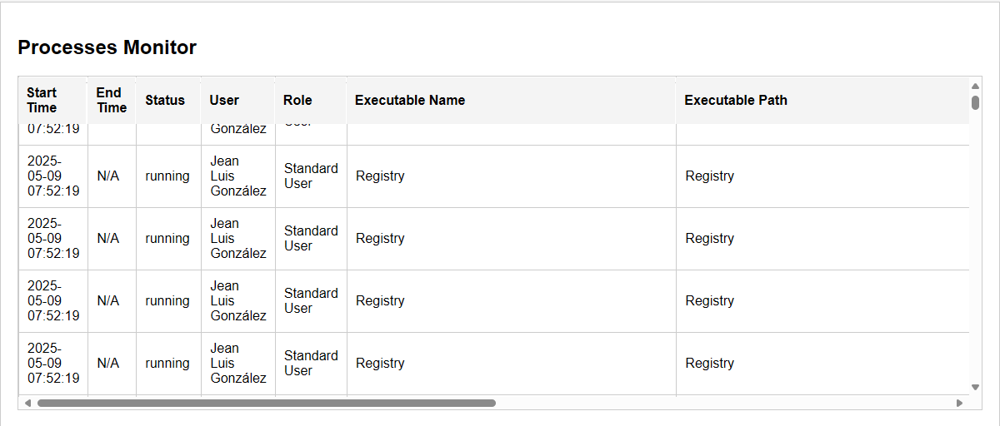 Processes Monitor
Start Time End Time Status User Role Executable Name Executable Path
07:52:19 González
2025-05-09 07:52:19 N/A running Jean Luis González Standard User Registry Registry
2025-05-09 07:52:19 N/A running Jean Luis González Standard User Registry Registry
2025-05-09 07:52:19 N/A running Jean Luis González Standard User Registry Registry
2025-05-09 07:52:19 N/A running Jean Luis González Standard User Registry Registry